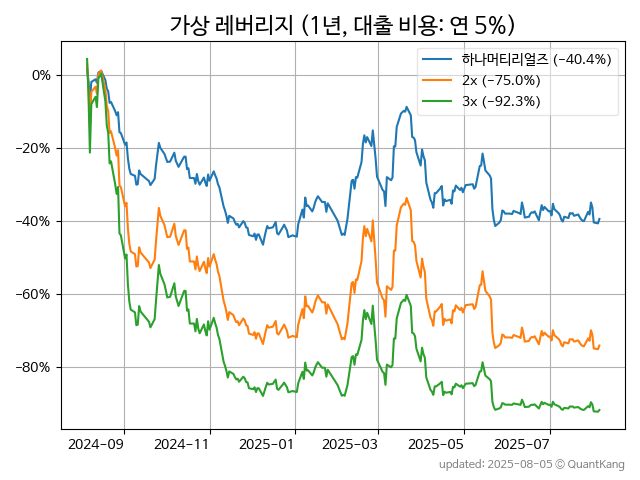 가상 레버리지 (1년, 대출 비용: 연 5%)
하나머티리얼즈 (−40.4%)
2x (−75.0%)
3x (−92.3%)
0%
−20%
−40%
−60%
−80%
2024−09 2024−11 2025−01 2025−03 2025−05 2025−07
updated: 2025-08-05 © QuantKang